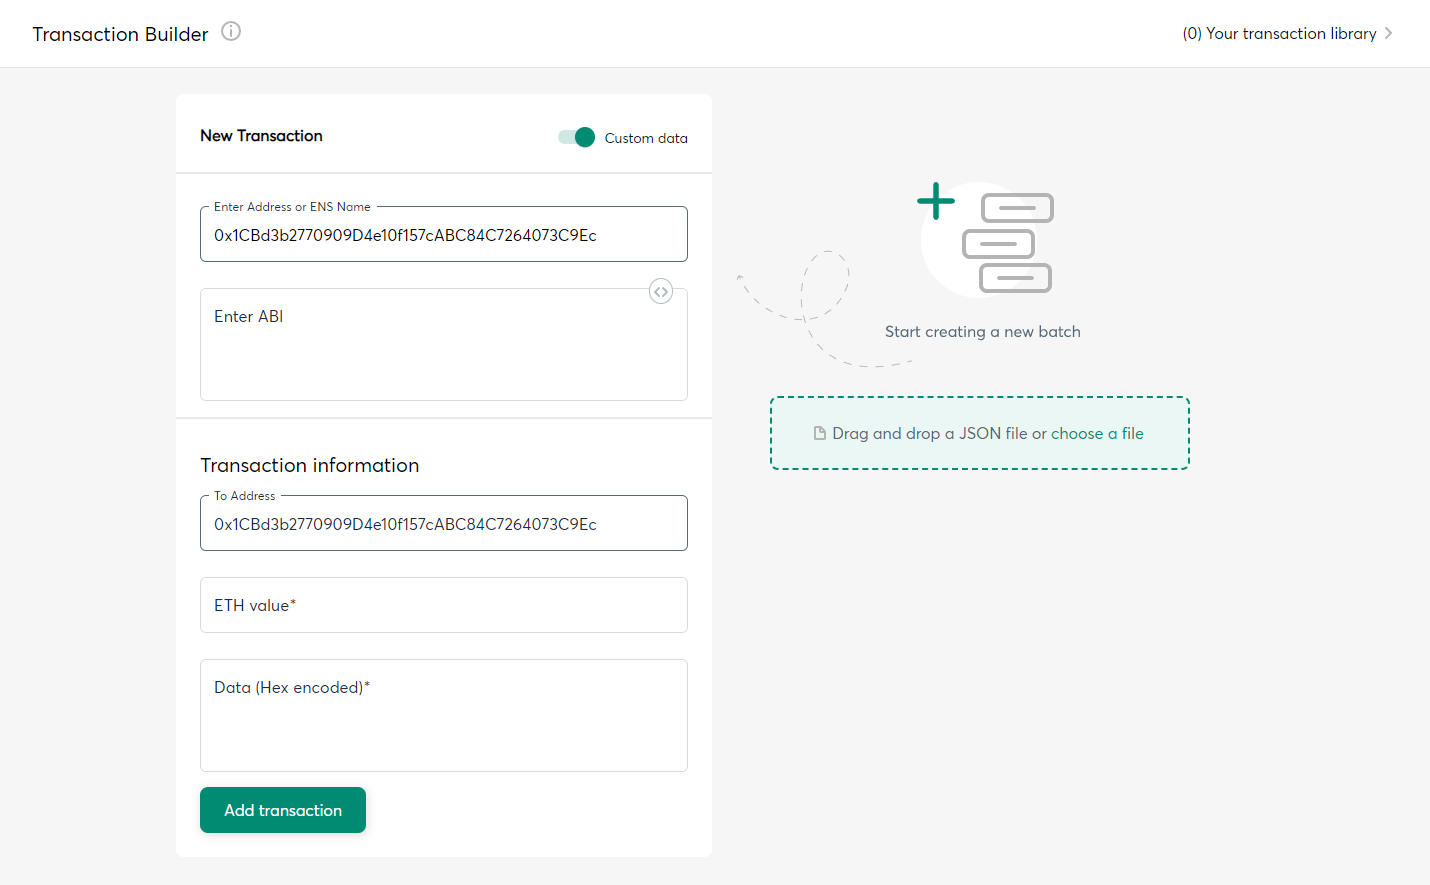 Transaction Builder
(0) Your transaction library
New Transaction
Custom data
Enter Address or ENS Name
0x1CBd3b2770909D4e10f157cABC84C7264073C9Ec
Enter ABI
Transaction information
To Address
0x1CBd3b2770909D4e10f157cABC84C7264073C9Ec
ETH value*
Data (Hex encoded)*
Add transaction
Start creating a new batch
Drag and drop a JSON file or choose a file